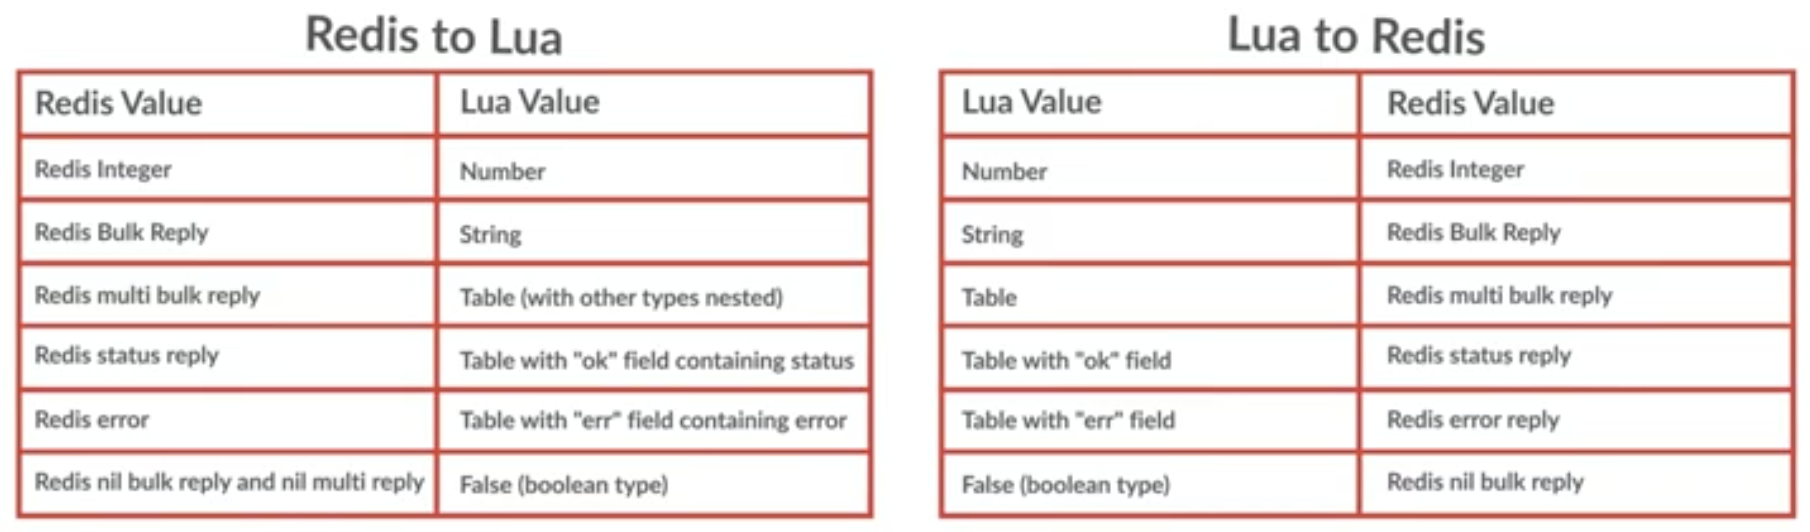 Redis to Lua
Redis Value Lua Value
Redis Integer Number
Redis Bulk Reply String
Redis multi bulk reply Table (with other types nested)
Redis status reply Table with "ok" field containing status
Redis error Table with "err" field containing error
Redis nil bulk reply and nil multi reply False (boolean type)
Lua to Redis
Lua Value Redis Value
Number Redis Integer
String Redis Bulk Reply
Table Redis multi bulk reply
Table with "ok" field Redis status reply
Table with "err" field Redis error reply
False (boolean type) Redis nil bulk reply